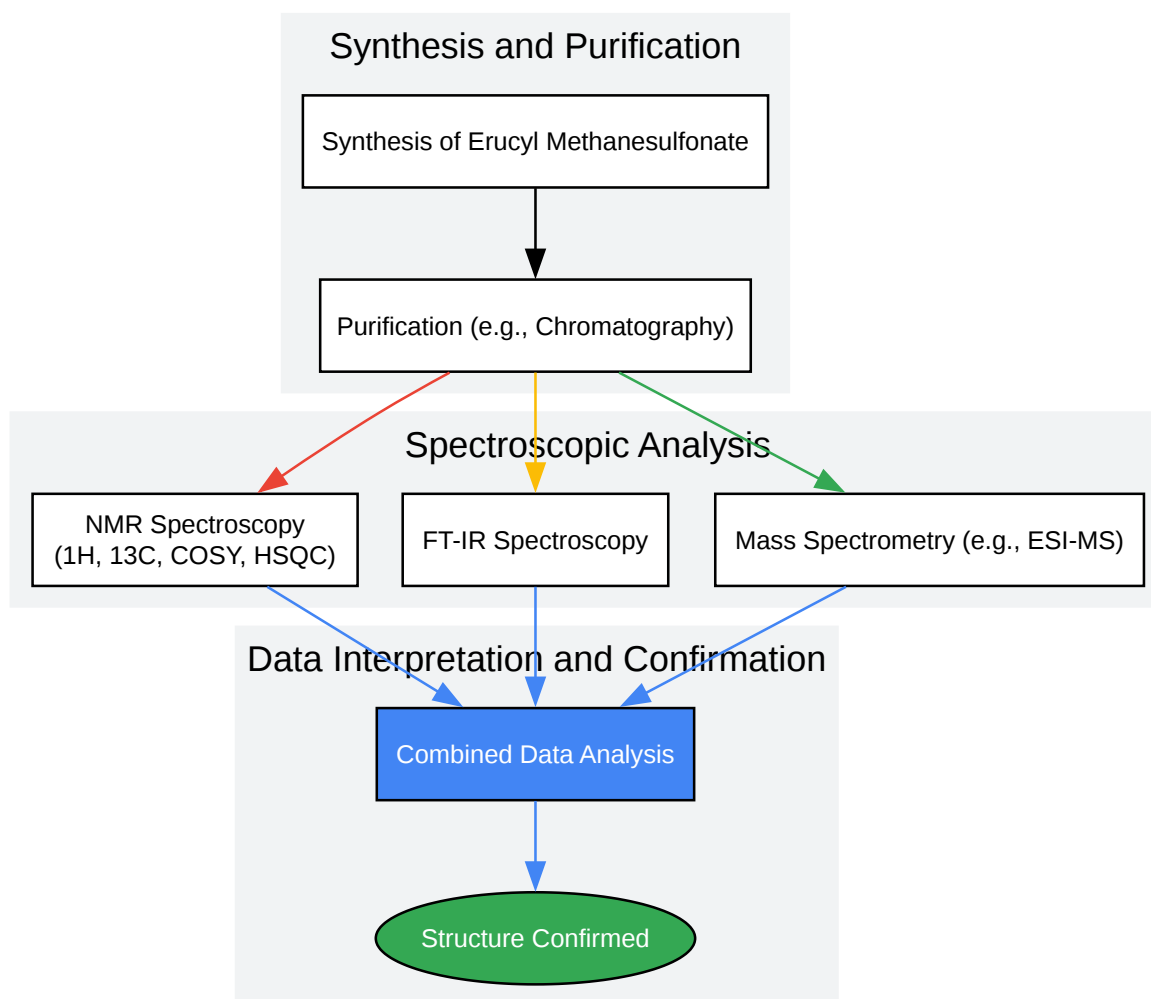 Synthesis and Purification
Synthesis of Erucyl Methanesulfonate
Purification (e.g., Chromatography)
Spectroscopic Analysis
NMR Spectroscopy
(1H, 13C, COSY, HSQC)
FT-IR Spectroscopy
Mass Spectrometry (e.g., ESI-MS)
Data Interpretation and Confirmation
Combined Data Analysis
Structure Confirmed